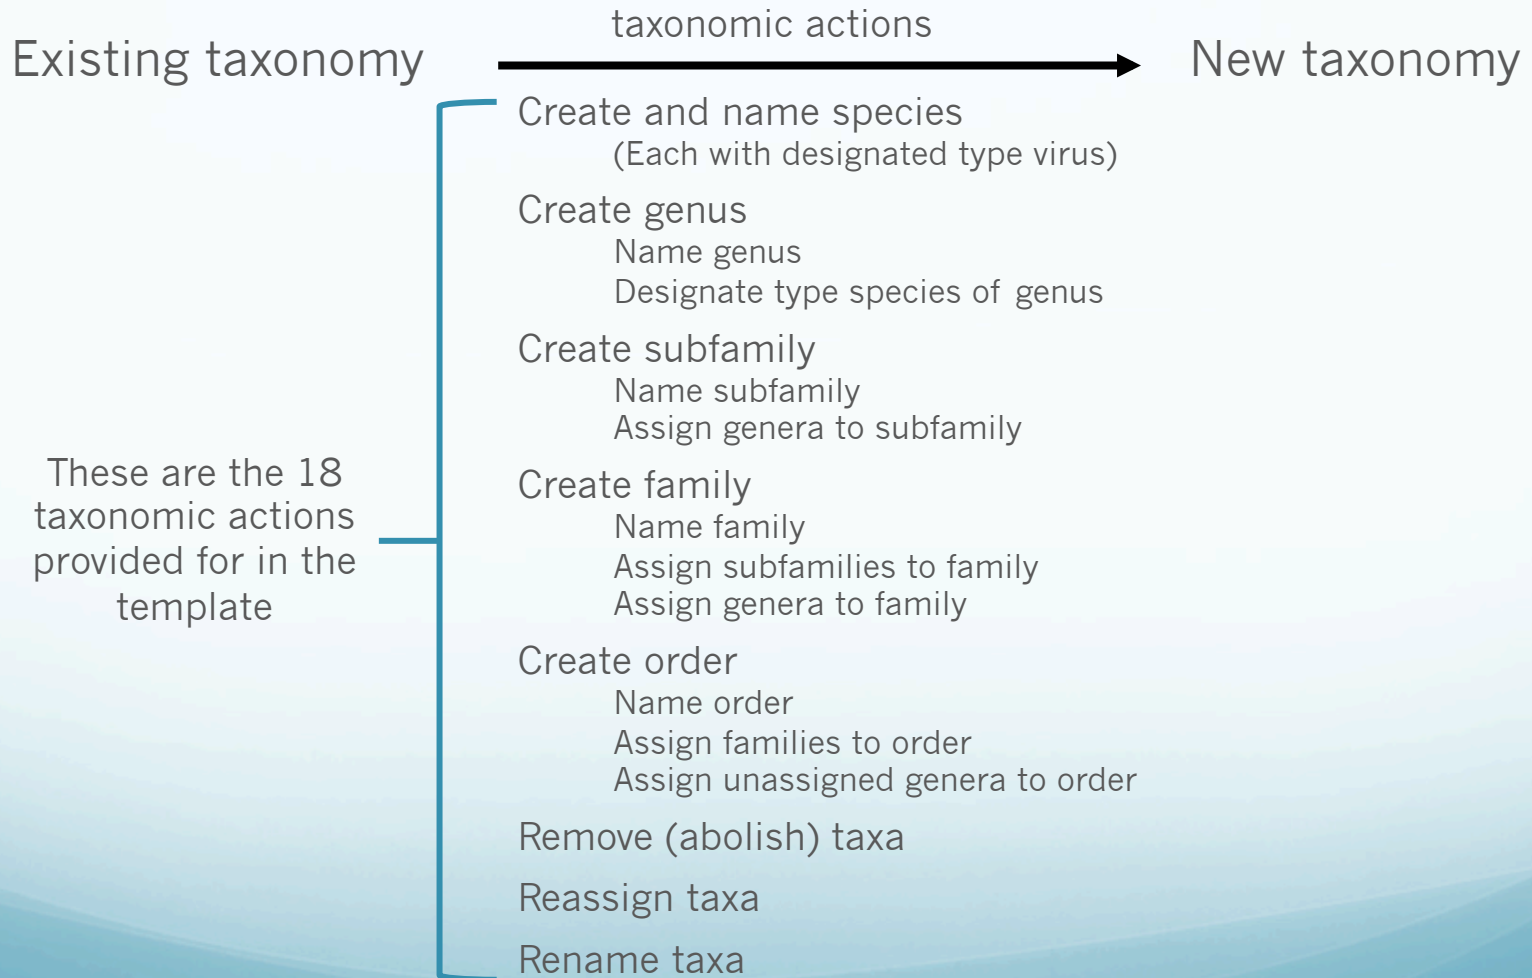 taxonomic actions
Existing taxonomy
New taxonomy
Create and name species
(Each with designated type virus)
Create genus
Name genus
Designate type species of genus
Create subfamily
Name subfamily
Assign genera to subfamily
These are the 18
taxonomic actions
provided for in the
template
Create family
Name family
Assign subfamilies to family
Assign genera to family
Create order
Name order
Assign families to order
Assign unassigned genera to order
Remove (abolish) taxa
Reassign taxa
Rename taxa